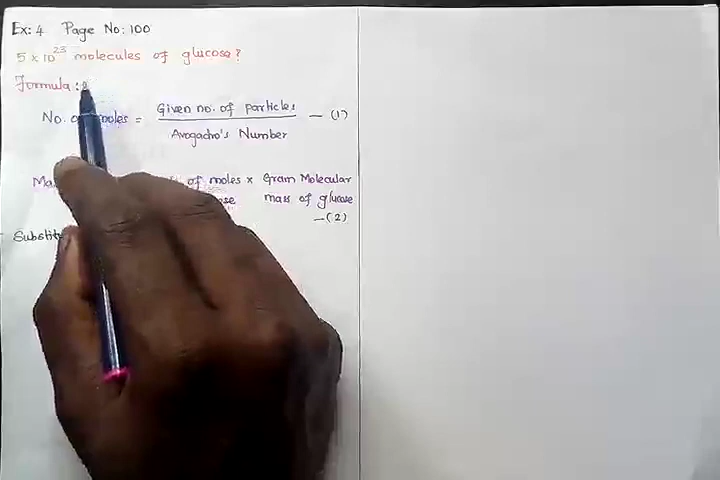 Ex: 4 Page No: 100
5 × 10²³ molecules of glucose?
Formula :
No. of moles = Given no. of particles — (1)
Avogadro's Number
of moles × Gram Molecular
mass of glucose
— (2)